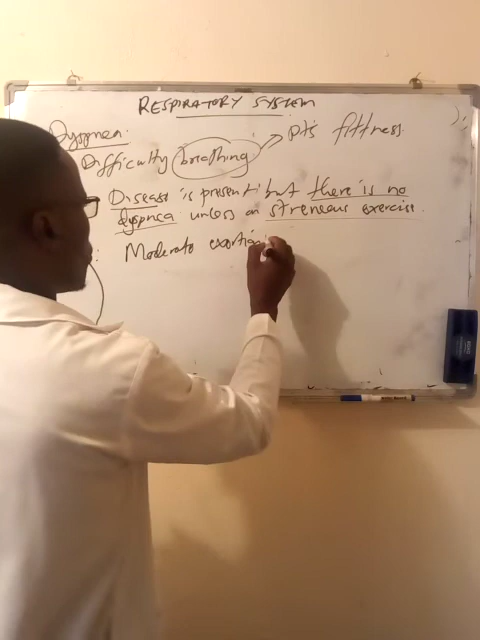 RESPIRATORY SYSTEM
Dyspnea:
Difficulty breathing → pt's fittness.
Disease is present but there is no
dyspnea unless on streneous exercise.
: Moderate exertion